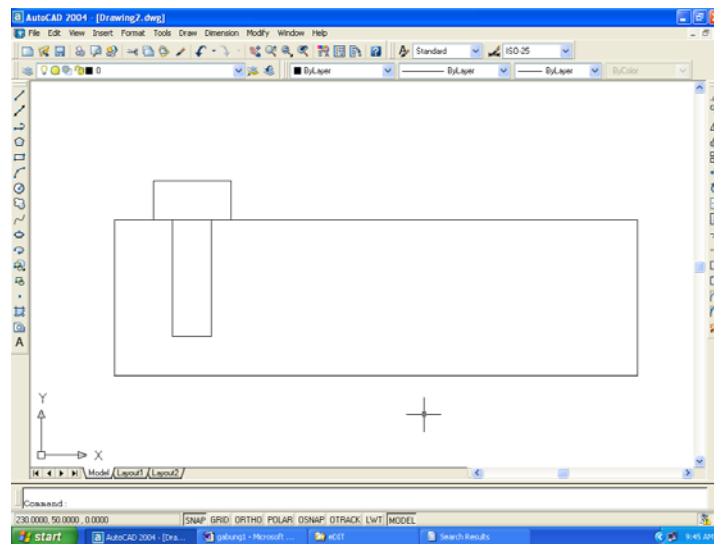 AutoCAD 2004 - [Drawing2.dwg]
File Edit View Insert Format Tools Draw Dimension Modify Window Help
Standard ISO-25
0 ByLayer ByLayer ByLayer ByColor
A
Y
X
Model Layout1 Layout2
Command:
230.0000, 50.0000 , 0.0000 SNAP GRID ORTHO POLAR OSNAP OTRACK LWT MODEL
start AutoCAD 2004 - [Dra... gabung1 - Microsoft ... Search Results 9:45 AM